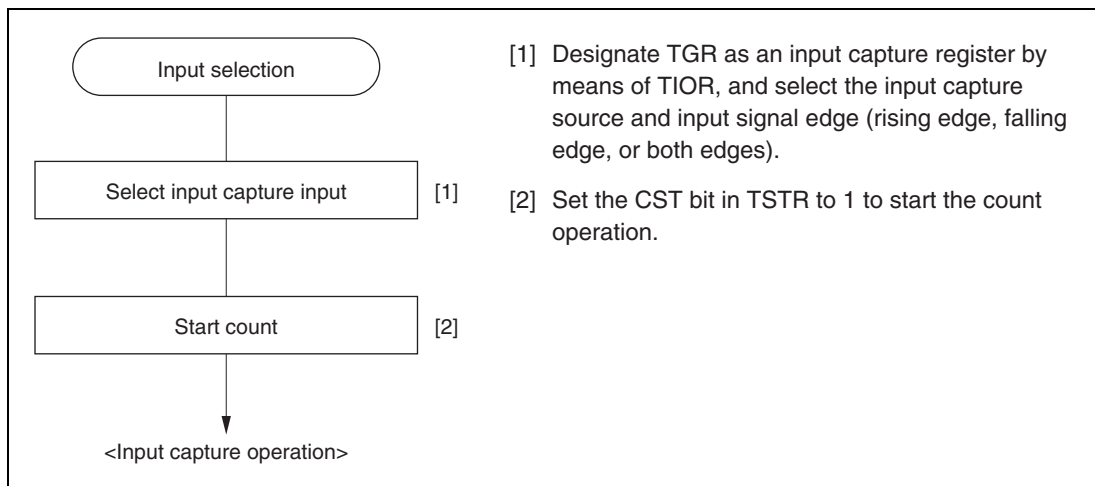 Input selection
Select input capture input
[1]
Start count
[2]
<Input capture operation>
[1] Designate TGR as an input capture register by
means of TIOR, and select the input capture
source and input signal edge (rising edge, falling
edge, or both edges).
[2] Set the CST bit in TSTR to 1 to start the count
operation.